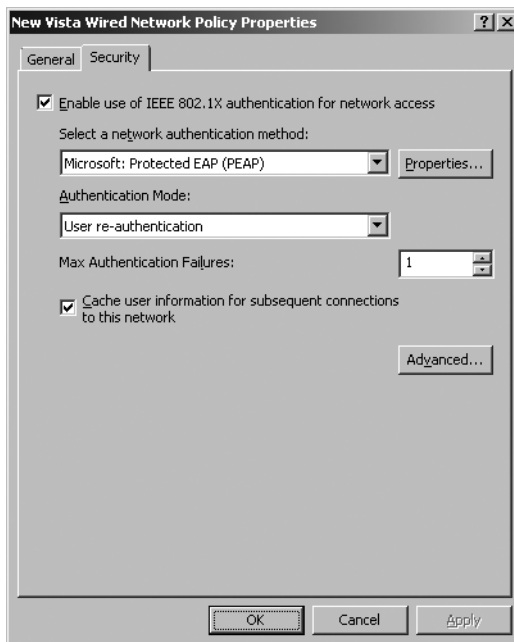 New Vista Wired Network Policy Properties
General
Security
Enable use of IEEE 802.1X authentication for network access
Select a network authentication method:
Microsoft: Protected EAP (PEAP)
Properties...
Authentication Mode:
User re-authentication
Max Authentication Failures:
1
Cache user information for subsequent connections
to this network
Advanced...
OK
Cancel
Apply